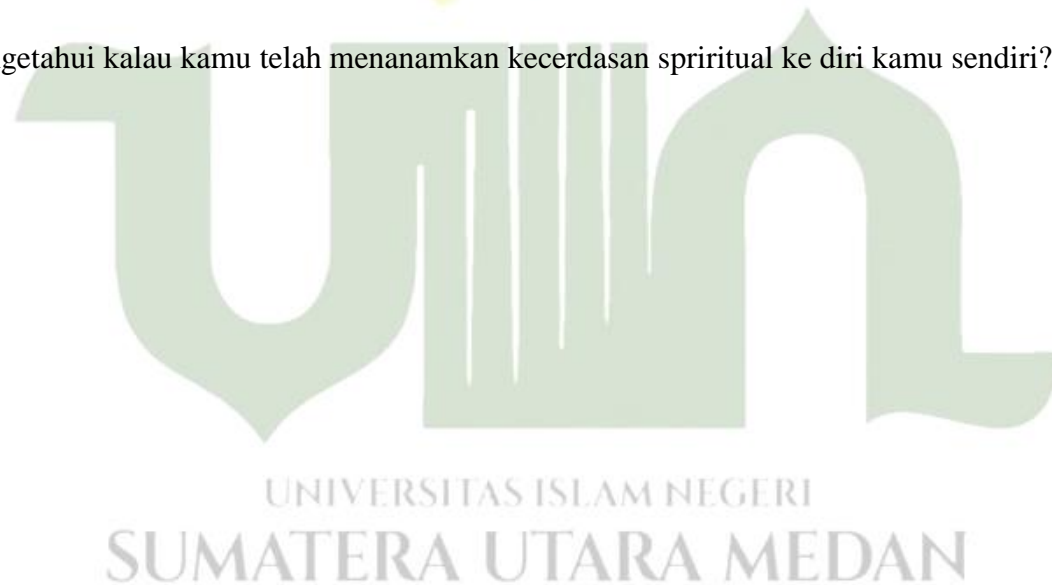 getahui kalau kamu telah menanamkan kecerdasan spriritual ke diri kamu sendiri?
UNIVERSITAS ISLAM NEGERI
SUMATERA UTARA MEDAN